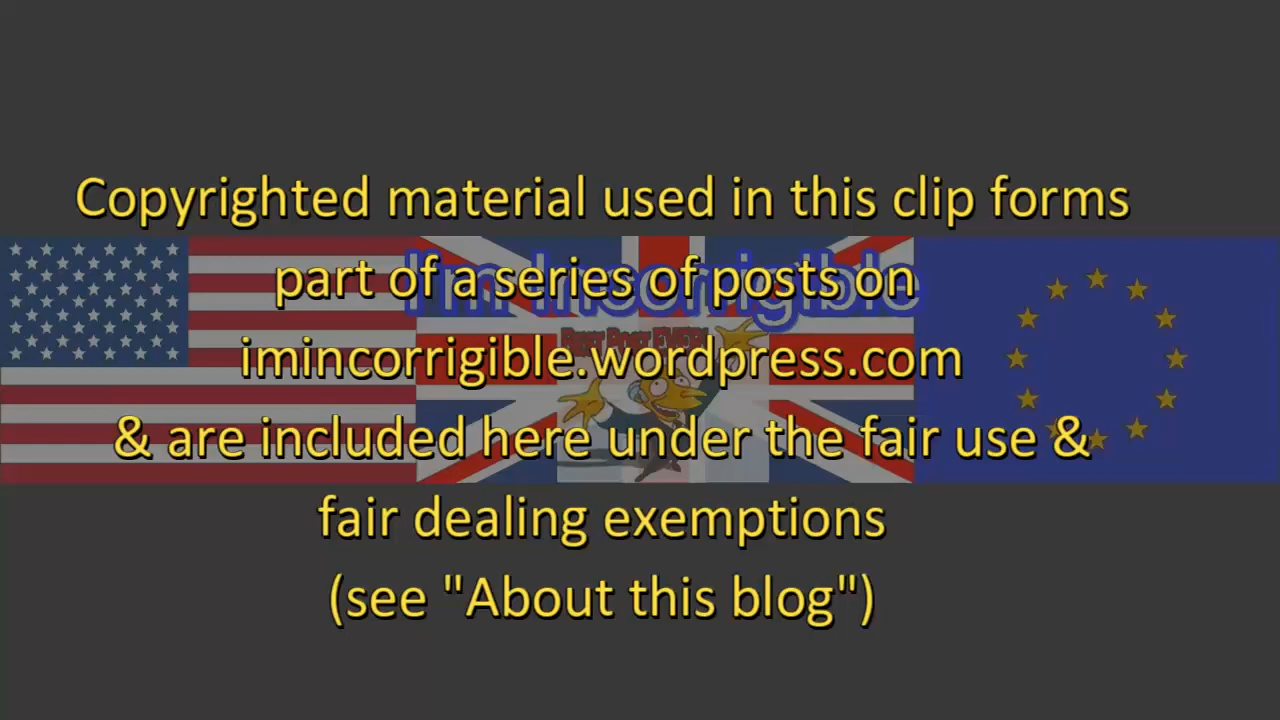 Copyrighted material used in this clip forms
part of a series of posts on
I'm Incorrigible
imincorrigible.wordpress.com
& are included here under the fair use &
fair dealing exemptions
(see "About this blog")